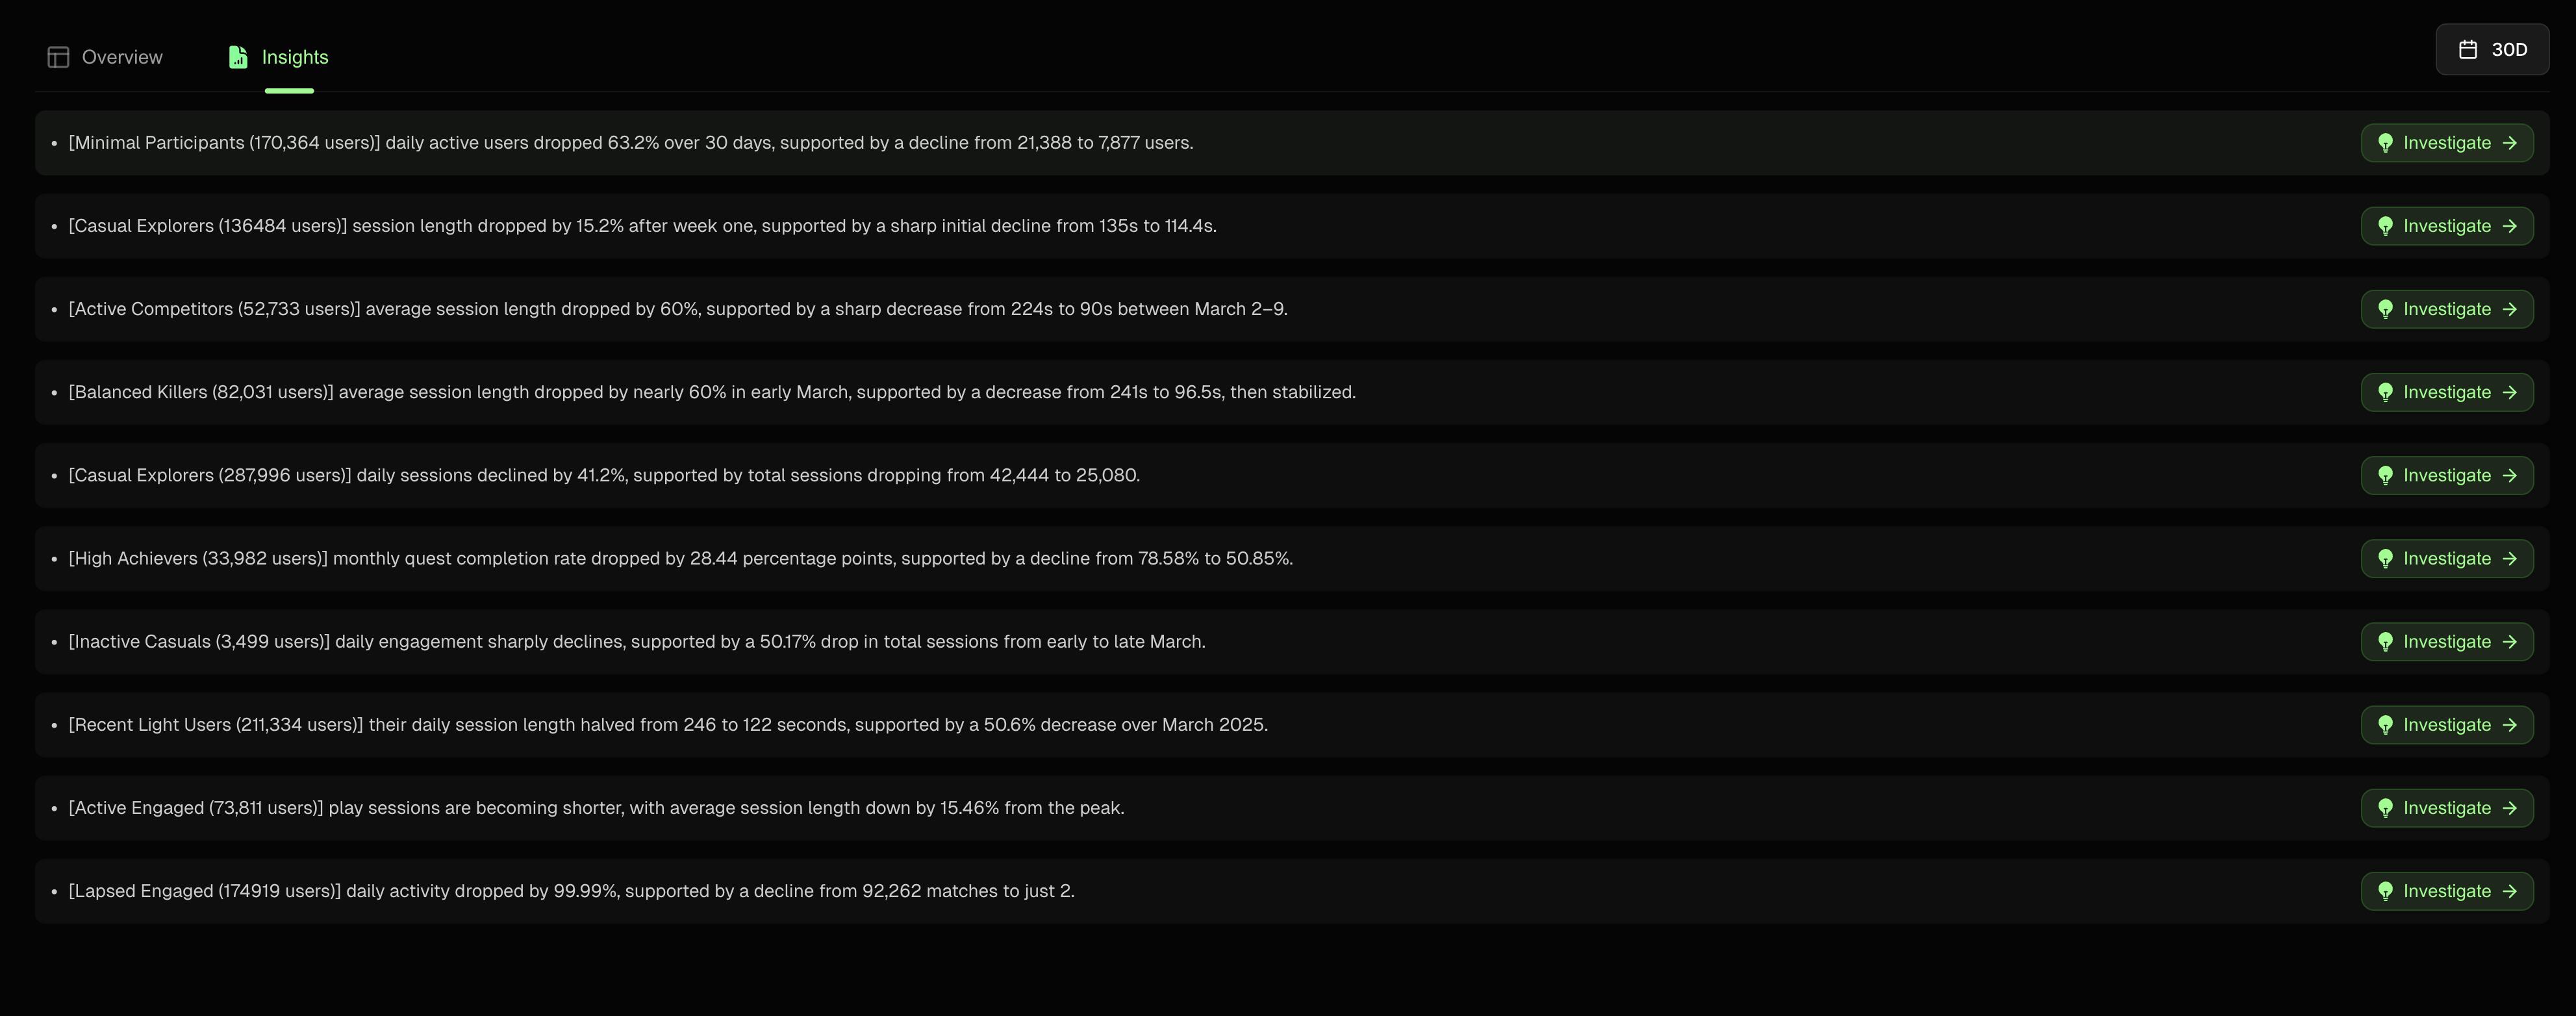 Overview
Insights
30D
• [Minimal Participants (170,364 users)] daily active users dropped 63.2% over 30 days, supported by a decline from 21,388 to 7,877 users.
Investigate →
• [Casual Explorers (136484 users)] session length dropped by 15.2% after week one, supported by a sharp initial decline from 135s to 114.4s.
Investigate →
• [Active Competitors (52,733 users)] average session length dropped by 60%, supported by a sharp decrease from 224s to 90s between March 2–9.
Investigate →
• [Balanced Killers (82,031 users)] average session length dropped by nearly 60% in early March, supported by a decrease from 241s to 96.5s, then stabilized.
Investigate →
• [Casual Explorers (287,996 users)] daily sessions declined by 41.2%, supported by total sessions dropping from 42,444 to 25,080.
Investigate →
• [High Achievers (33,982 users)] monthly quest completion rate dropped by 28.44 percentage points, supported by a decline from 78.58% to 50.85%.
Investigate →
• [Inactive Casuals (3,499 users)] daily engagement sharply declines, supported by a 50.17% drop in total sessions from early to late March.
Investigate →
• [Recent Light Users (211,334 users)] their daily session length halved from 246 to 122 seconds, supported by a 50.6% decrease over March 2025.
Investigate →
• [Active Engaged (73,811 users)] play sessions are becoming shorter, with average session length down by 15.46% from the peak.
Investigate →
• [Lapsed Engaged (174919 users)] daily activity dropped by 99.99%, supported by a decline from 92,262 matches to just 2.
Investigate →